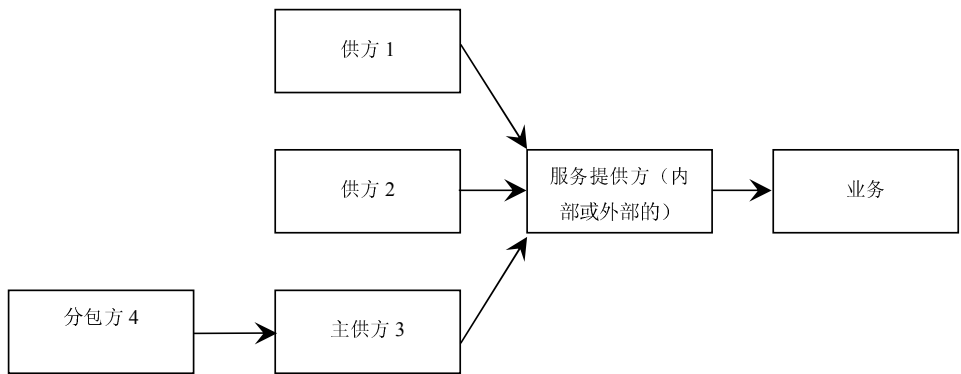 供方 1
供方 2
服务提供方（内
部或外部的）
业务
分包方 4
主供方 3